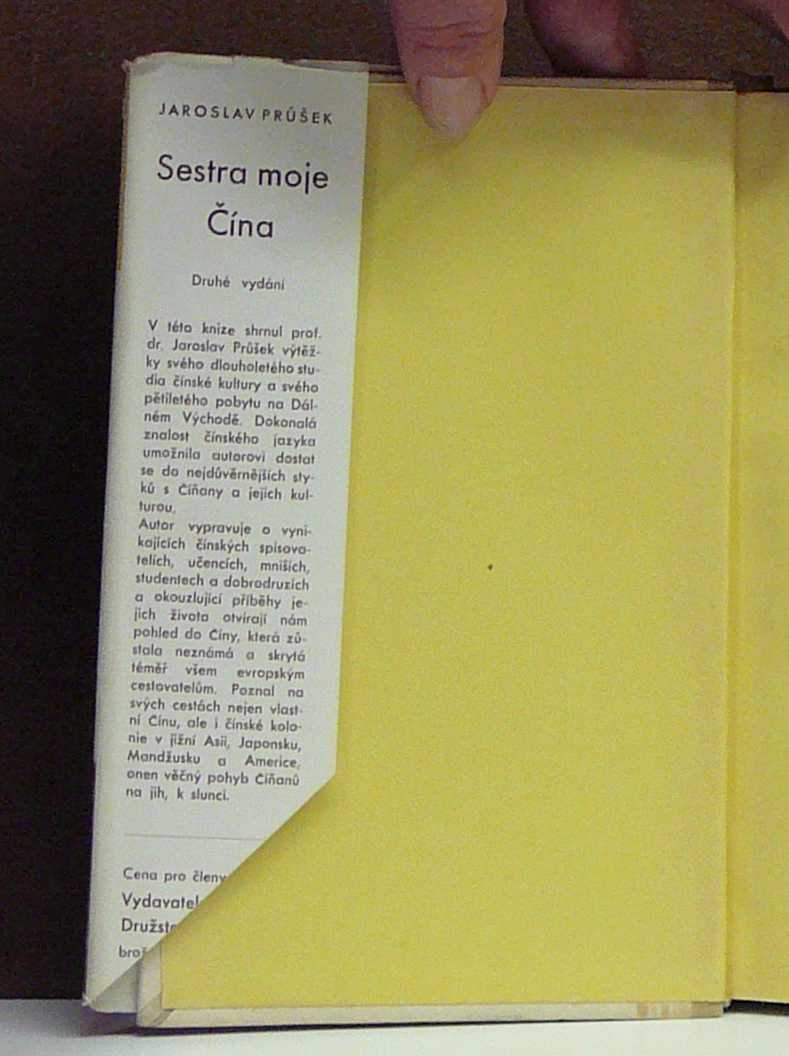 JAROSLAV PRŮŠEK
Sestra moje
Čína
Druhé vydání
V této knize shrnul prof.
dr. Jaroslav Průšek výtěž-
ky svého dlouholetého stu-
dia čínské kultury a svého
pětiletého pobytu na Dál-
ném Východě. Dokonalá
znalost čínského jazyka
umožnila autorovi dostat
se do nejdůvěrnějších sty-
ků s Číňany a jejich kul-
turou.
Autor vypravuje o vyni-
kajících čínských spisova-
telích, učencích, mniších,
studentech a dobrodruzích
a okouzlující příběhy je-
jich života otvírají nám
pohled do Číny, která zů-
stala neznámá a skrytá
téměř všem evropským
cestovatelům. Poznal na
svých cestách nejen vlast-
ní Čínu, ale i čínské kolo-
nie v jižní Asii, Japonsku,
Mandžusku a Americe,
onen věčný pohyb Číňanů
na jih, k slunci.
Cena pro členy
Vydavatel
Družst
brož